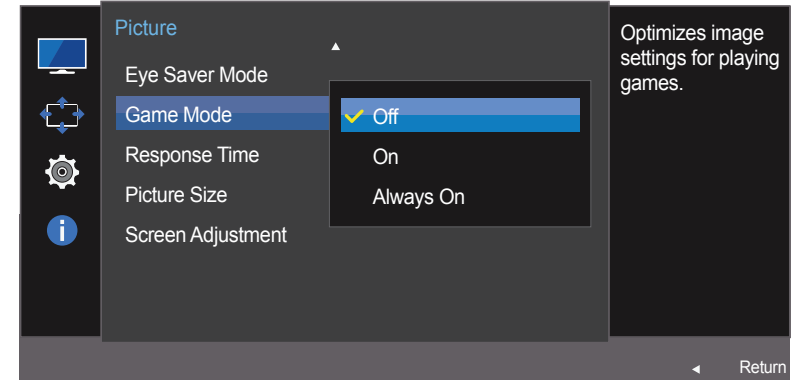 Picture
Eye Saver Mode
Game Mode
Response Time
Picture Size
Screen Adjustment
Off
On
Always On
Optimizes image
settings for playing
games.
Return